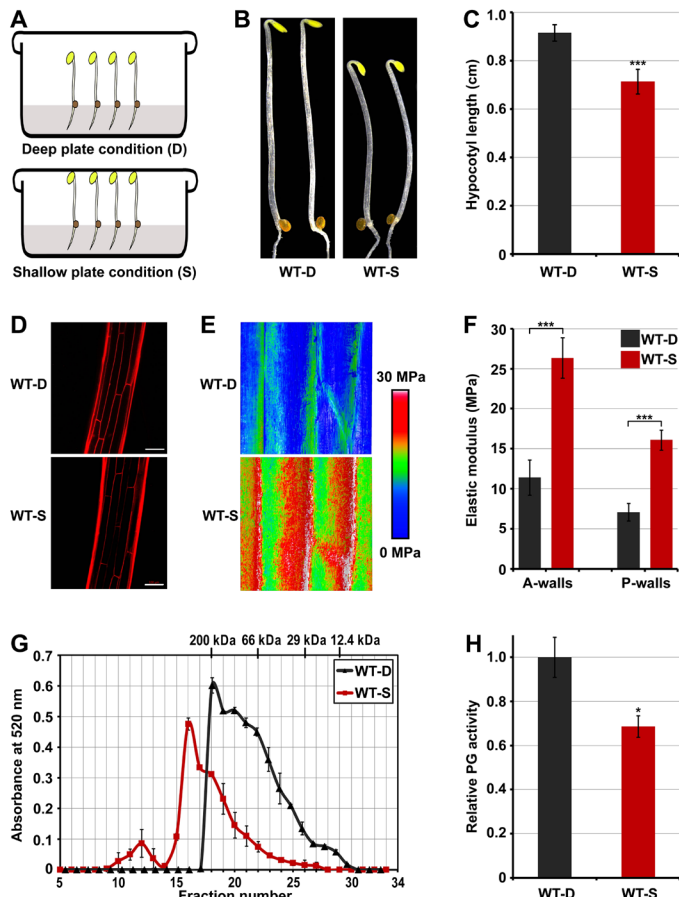 A
Deep plate condition (D)
Shallow plate condition (S)
B
WT-D WT-S
C
Hypocotyl length (cm)
1.0
0.8
0.6
0.4
0.2
0
***
WT-D WT-S
D
WT-D
WT-S
E
WT-D
WT-S
30 MPa
0 MPa
F
Elastic modulus (MPa)
30
25
20
15
10
5
0
***
***
WT-D
WT-S
A-walls P-walls
G
200 kDa 66 kDa 29 kDa 12.4 kDa
Absorbance at 520 nm
0.7
0.6
0.5
0.4
0.3
0.2
0.1
0
WT-D
WT-S
5 10 15 20 25 30 34
Fraction number
H
Relative PG activity
1.0
0.8
0.6
0.4
0.2
0
*
WT-D WT-S